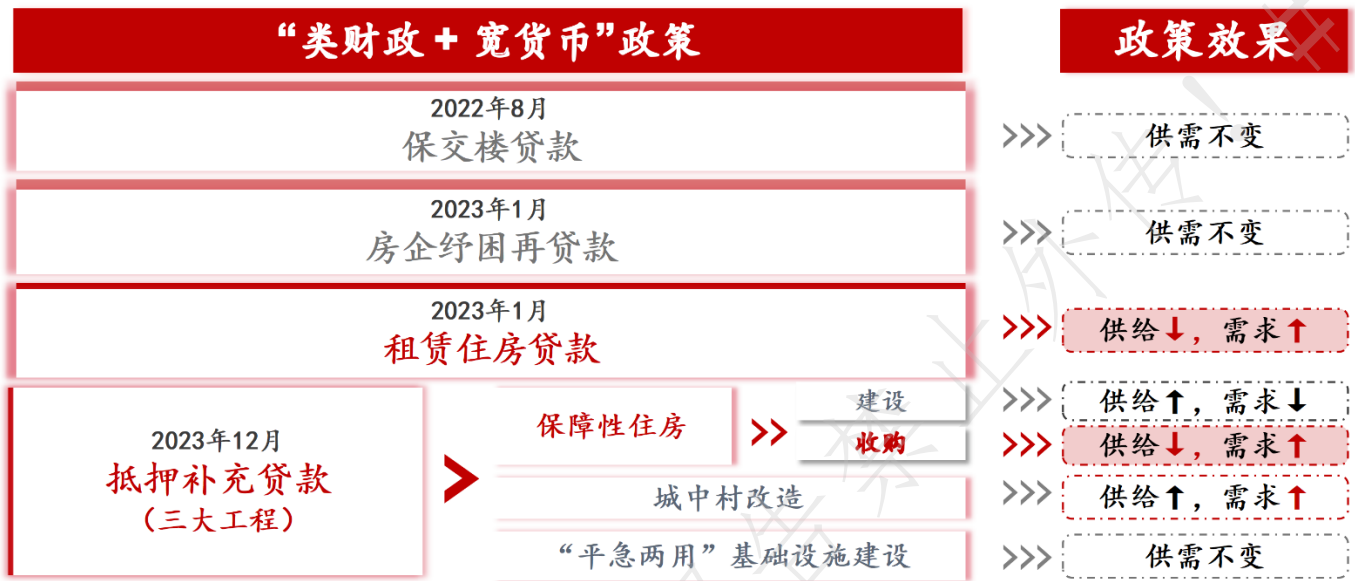 “类财政 + 宽货币”政策
政策效果
2022年8月
保交楼贷款
>>>
供需不变
2023年1月
房企纾困再贷款
>>>
供需不变
2023年1月
租赁住房贷款
>>>
供给↓，需求↑
2023年12月
抵押补充贷款
（三大工程）
>
保障性住房
>>
建设
>>>
供给↑，需求↓
收购
>>>
供给↓，需求↑
城中村改造
>>>
供给↑，需求↑
“平急两用”基础设施建设
>>>
供需不变
告禁止外传！